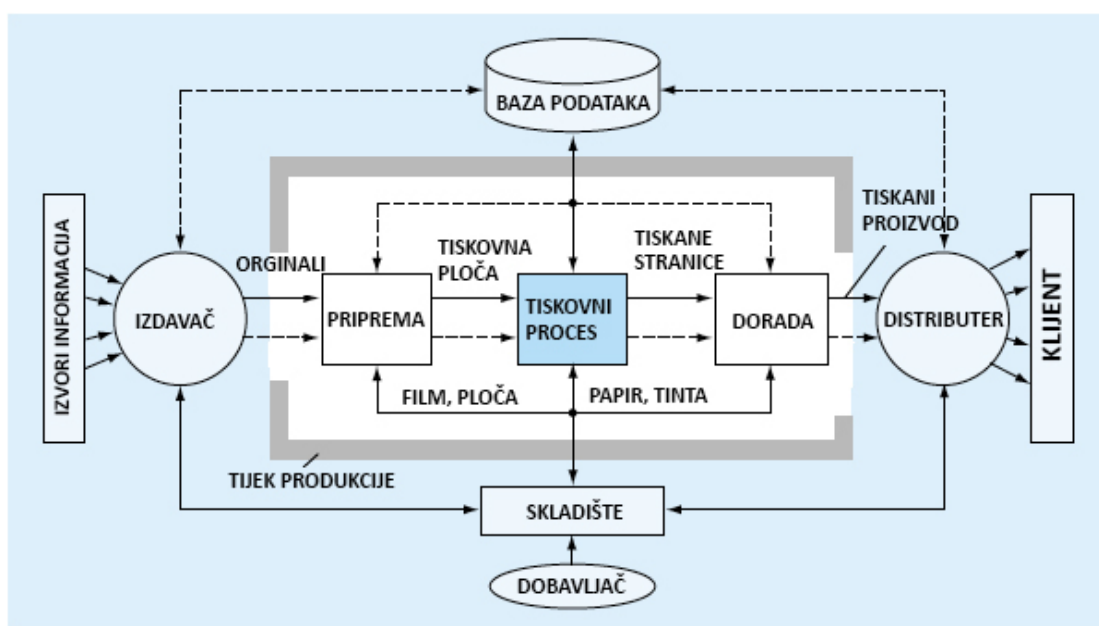 BAZA PODATAKA
IZVORI INFORMACIJA
IZDAVAČ
ORGINALI
PRIPREMA
TISKOVNA
PLOČA
TISKOVNI
PROCES
TISKANE
STRANICE
DORADA
TISKANI
PROIZVOD
DISTRIBUTER
KLIJENT
FILM, PLOČA
PAPIR, TINTA
TIJEK PRODUKCIJE
SKLADIŠTE
DOBAVLJAČ